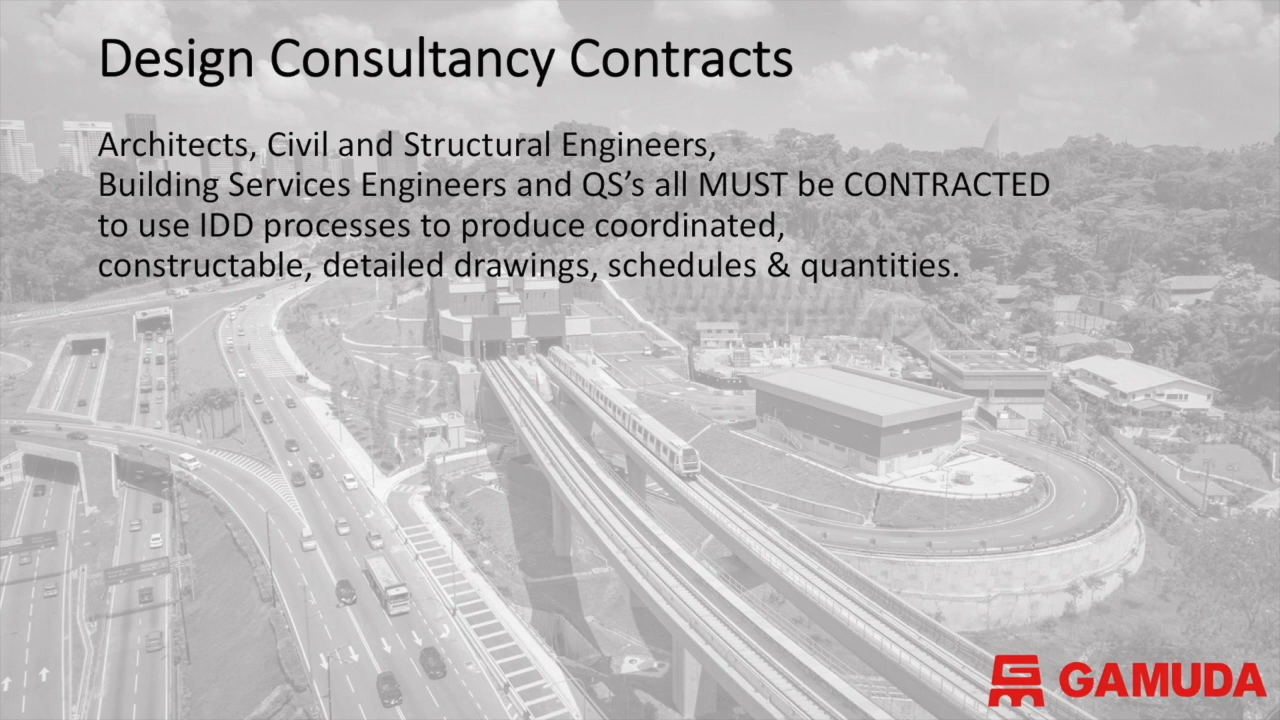 Design Consultancy Contracts
Architects, Civil and Structural Engineers,
Building Services Engineers and QS’s all MUST be CONTRACTED
to use IDD processes to produce coordinated,
constructable, detailed drawings, schedules & quantities.
GAMUDA